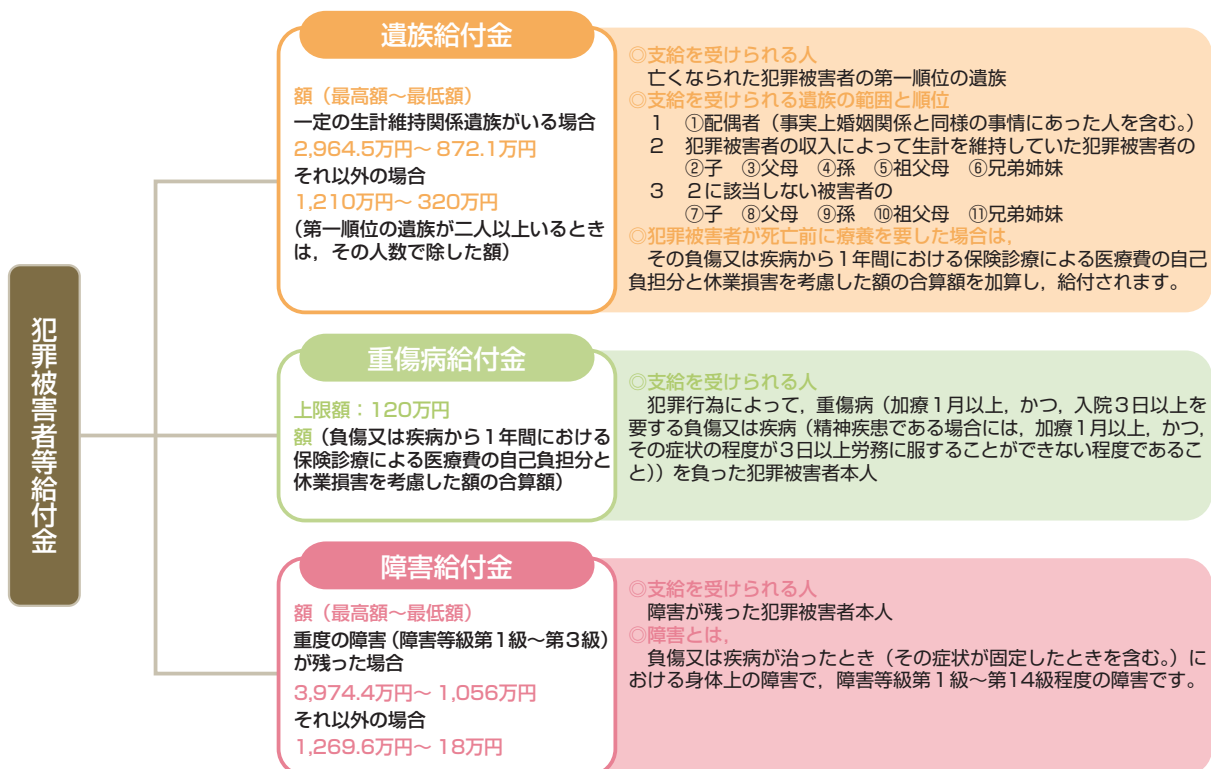 犯罪被害者等給付金
遺族給付金
額（最高額～最低額）
一定の生計維持関係遺族がいる場合
2,964.5万円～ 872.1万円
それ以外の場合
1,210万円～ 320万円
（第一順位の遺族が二人以上いるとき
は，その人数で除した額）
◎支給を受けられる人
亡くなられた犯罪被害者の第一順位の遺族
◎支給を受けられる遺族の範囲と順位
1　①配偶者（事実上婚姻関係と同様の事情にあった人を含む。）
2　犯罪被害者の収入によって生計を維持していた犯罪被害者の
②子　③父母　④孫　⑤祖父母　⑥兄弟姉妹
3　２に該当しない被害者の
⑦子　⑧父母　⑨孫　⑩祖父母　⑪兄弟姉妹
◎犯罪被害者が死亡前に療養を要した場合は，
その負傷又は疾病から１年間における保険診療による医療費の自己
負担分と休業損害を考慮した額の合算額を加算し，給付されます。
重傷病給付金
上限額：120万円
額（負傷又は疾病から１年間における
保険診療による医療費の自己負担分と
休業損害を考慮した額の合算額）
◎支給を受けられる人
犯罪行為によって，重傷病（加療１月以上，かつ，入院３日以上を
要する負傷又は疾病（精神疾患である場合には，加療１月以上，かつ，
その症状の程度が３日以上労務に服することができない程度であるこ
と））を負った犯罪被害者本人
障害給付金
額（最高額～最低額）
重度の障害（障害等級第１級～第３級）
が残った場合
3,974.4万円～ 1,056万円
それ以外の場合
1,269.6万円～ 18万円
◎支給を受けられる人
障害が残った犯罪被害者本人
◎障害とは，
負傷又は疾病が治ったとき（その症状が固定したときを含む。）に
おける身体上の障害で，障害等級第１級～第14級程度の障害です。